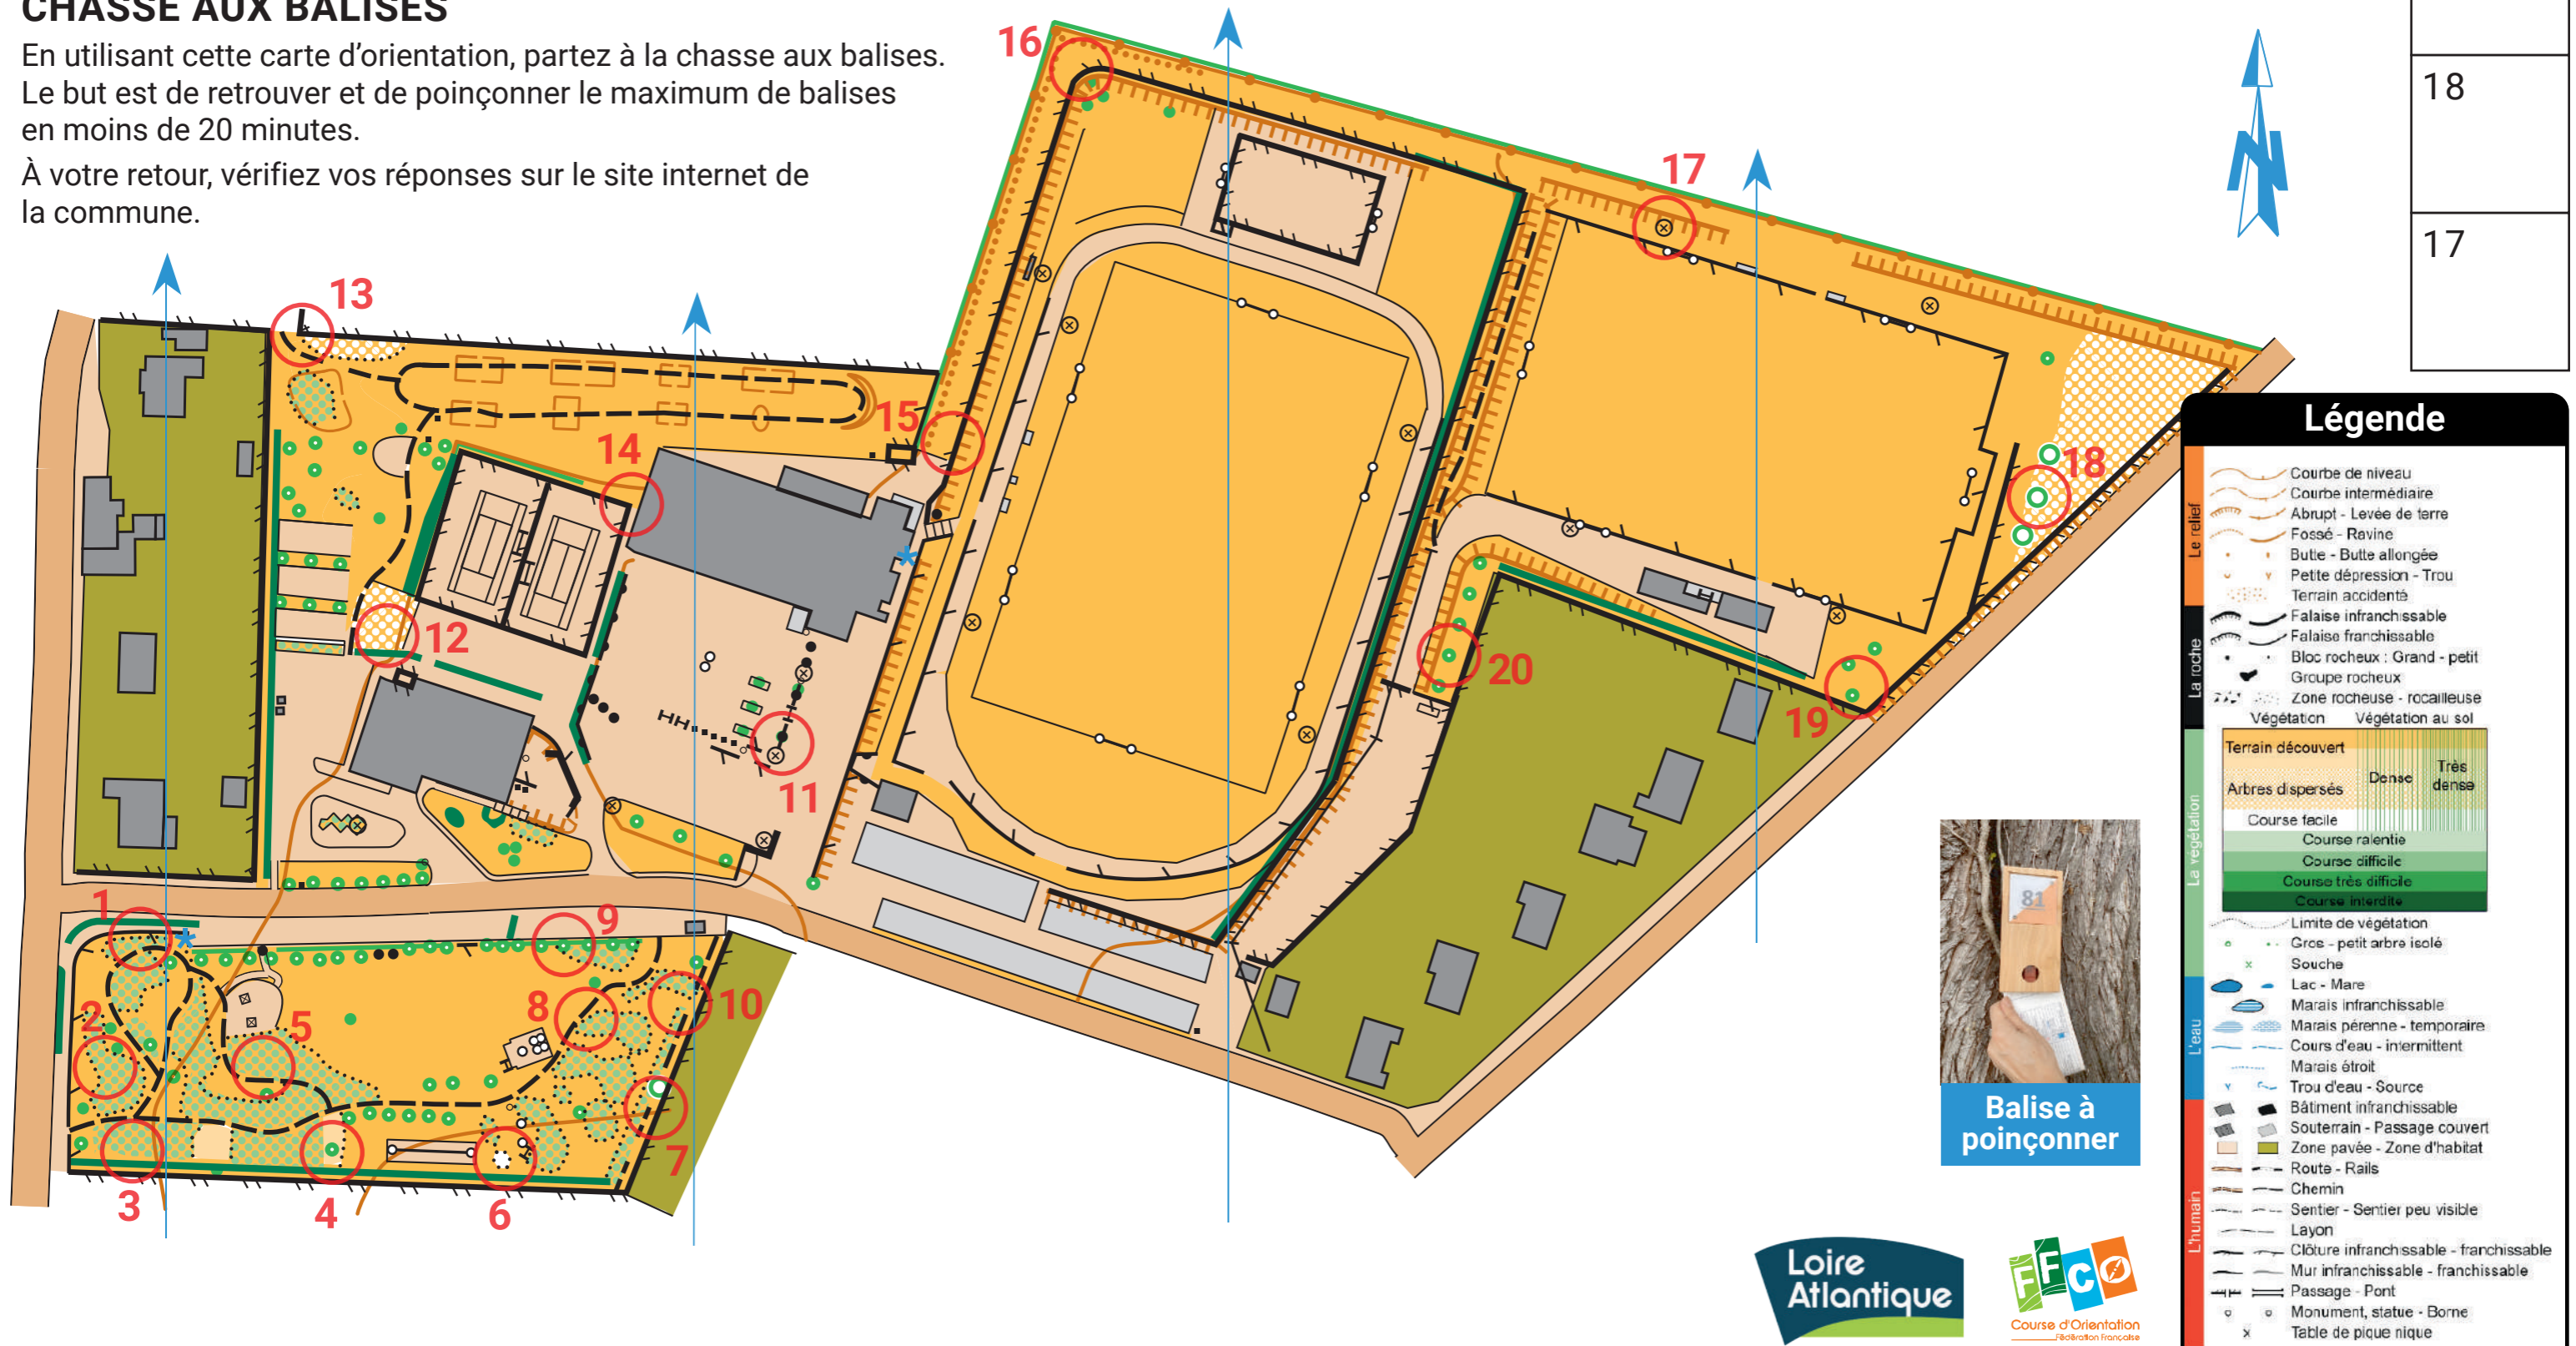 CHASSE AUX BALISES
En utilisant cette carte d’orientation, partez à la chasse aux balises.
Le but est de retrouver et de poinçonner le maximum de balises
en moins de 20 minutes.
À votre retour, vérifiez vos réponses sur le site internet de
la commune.
16
17
13
15
14
18
12
20
19
11
1
9
2
5
8
10
7
3
4
6
N
18
17
Légende
Le relief
Courbe de niveau
Courbe intermédiaire
Abrupt - Levée de terre
Fossé - Ravine
Butte - Butte allongée
Petite dépression - Trou
Terrain accidenté
La roche
Falaise infranchissable
Falaise franchissable
Bloc rocheux : Grand - petit
Groupe rocheux
Zone rocheuse - rocailleuse
La végétation
Végétation Végétation au sol
Terrain découvert
Arbres dispersés
Dense
Très
dense
Course facile
Course ralentie
Course difficile
Course très difficile
Course interdite
Limite de végétation
Gros - petit arbre isolé
Souche
L'eau
Lac - Mare
Marais infranchissable
Marais pérenne - temporaire
Cours d'eau - intermittent
Marais étroit
Trou d'eau - Source
L'humain
Bâtiment infranchissable
Souterrain - Passage couvert
Zone pavée - Zone d'habitat
Route - Rails
Chemin
Sentier - Sentier peu visible
Layon
Clôture infranchissable - franchissable
Mur infranchissable - franchissable
Passage - Pont
Monument, statue - Borne
Table de pique nique
81
Balise à
poinçonner
Loire
Atlantique
FFCO
Course d'Orientation
Fédération Française